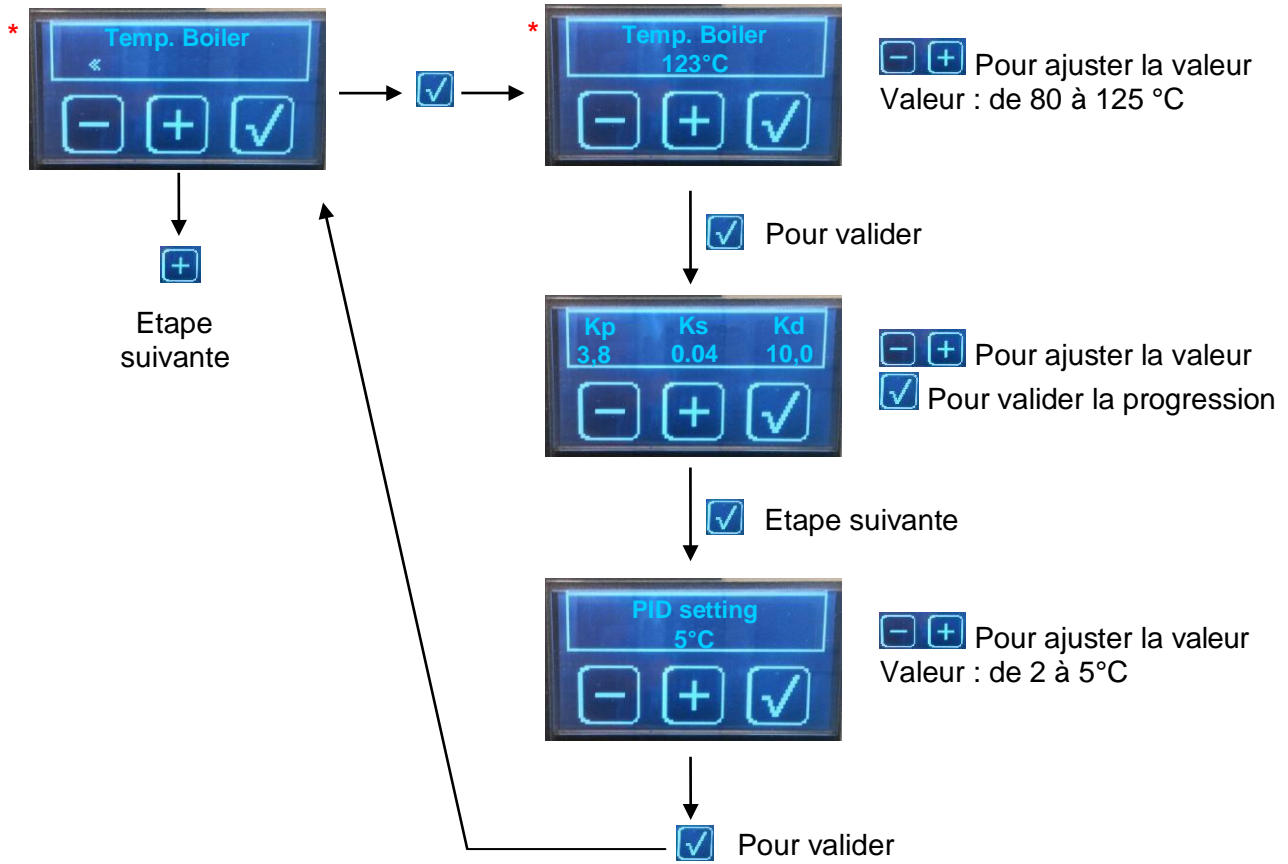 *
Temp. Boiler
«
*
Temp. Boiler
123°C
- + Pour ajuster la valeur
Valeur : de 80 à 125 °C
- + √
√
- + √
+
Etape
suivante
√ Pour valider
Kp Ks Kd
3,8 0.04 10,0
- + Pour ajuster la valeur
√ Pour valider la progression
- + √
√ Etape suivante
PID setting
5°C
- + Pour ajuster la valeur
Valeur : de 2 à 5°C
- + √
√ Pour valider